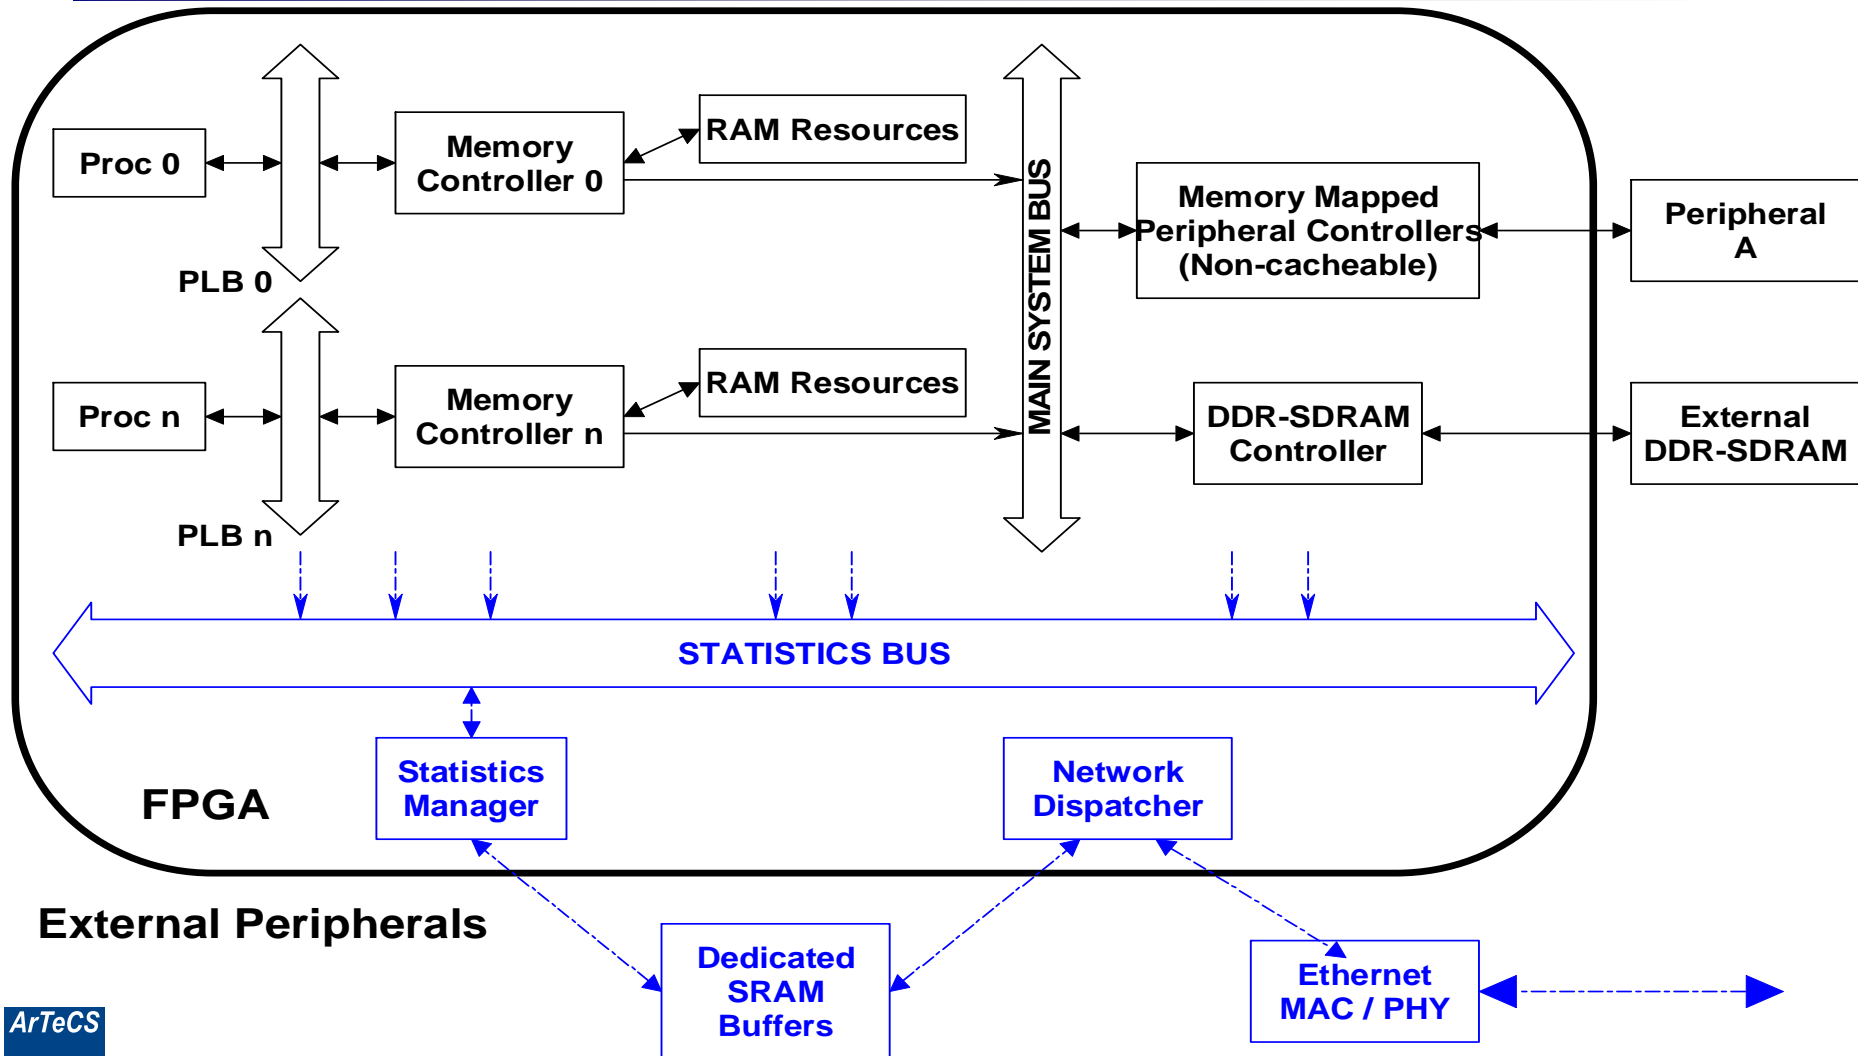 Proc 0
Memory
Controller 0
RAM Resources
PLB 0
MAIN SYSTEM BUS
Memory Mapped
Peripheral Controllers
(Non-cacheable)
Peripheral
A
Proc n
Memory
Controller n
RAM Resources
PLB n
DDR-SDRAM
Controller
External
DDR-SDRAM
STATISTICS BUS
Statistics
Manager
Network
Dispatcher
FPGA
External Peripherals
Dedicated
SRAM
Buffers
Ethernet
MAC / PHY
ArTeCS